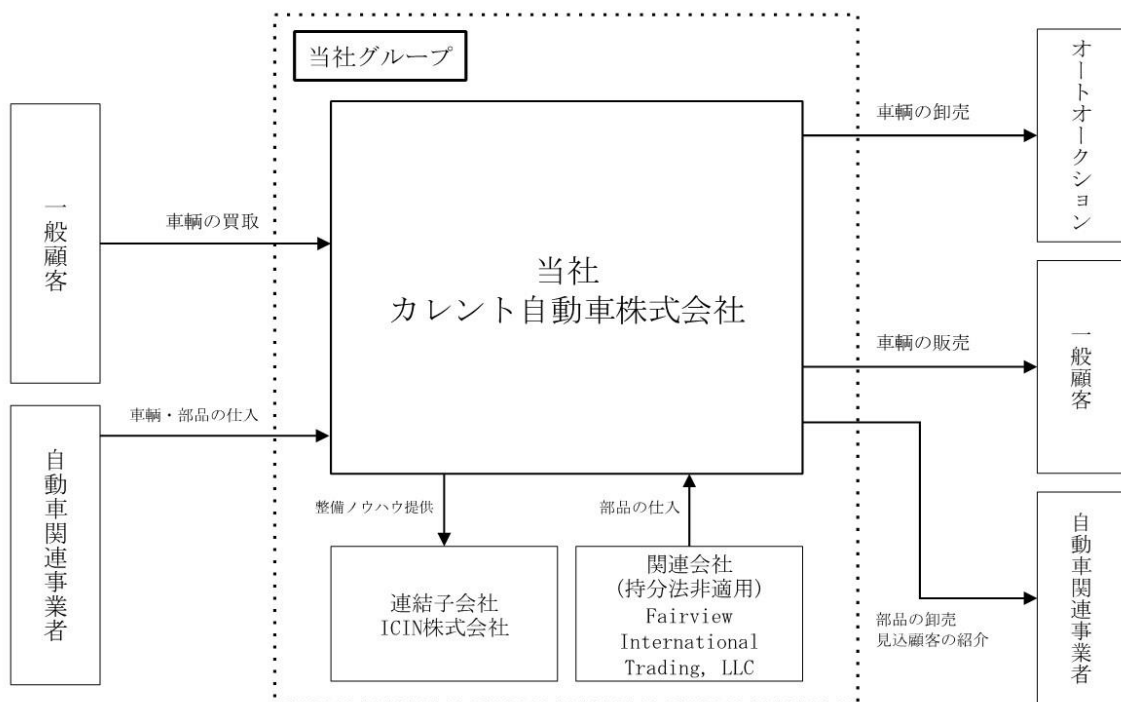 当社グループ
一般顧客
車輌の買取
自動車関連事業者
車輌・部品の仕入
当社
カレント自動車株式会社
整備ノウハウ提供
部品の仕入
連結子会社
ICIN株式会社
関連会社
(持分法非適用)
Fairview
International
Trading, LLC
車輌の卸売
オートオークション
車輌の販売
一般顧客
部品の卸売
見込顧客の紹介
自動車関連事業者